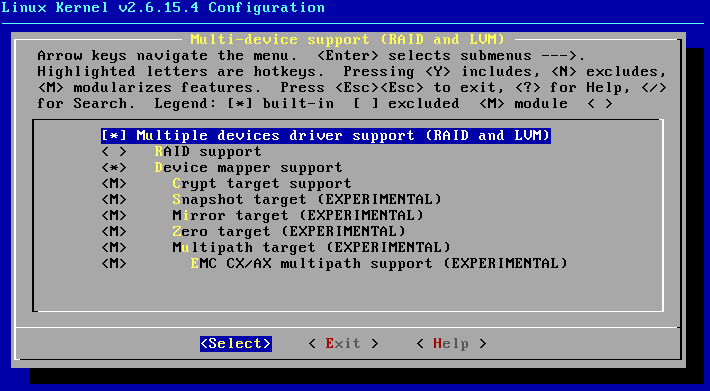 Linux Kernel v2.6.15.4 Configuration
Multi-device support (RAID and LVM)
Arrow keys navigate the menu.  <Enter> selects submenus --->.
Highlighted letters are hotkeys.  Pressing <Y> includes, <N> excludes,
<M> modularizes features.  Press <Esc><Esc> to exit, <?> for Help, </>
for Search.  Legend: [*] built-in  [ ] excluded  <M> module  < >
[*] Multiple devices driver support (RAID and LVM)
< >   RAID support
<*>   Device mapper support
<M>     Crypt target support
<M>     Snapshot target (EXPERIMENTAL)
<M>     Mirror target (EXPERIMENTAL)
<M>     Zero target (EXPERIMENTAL)
<M>     Multipath target (EXPERIMENTAL)
<M>       EMC CX/AX multipath support (EXPERIMENTAL)
<Select>    < Exit >    < Help >